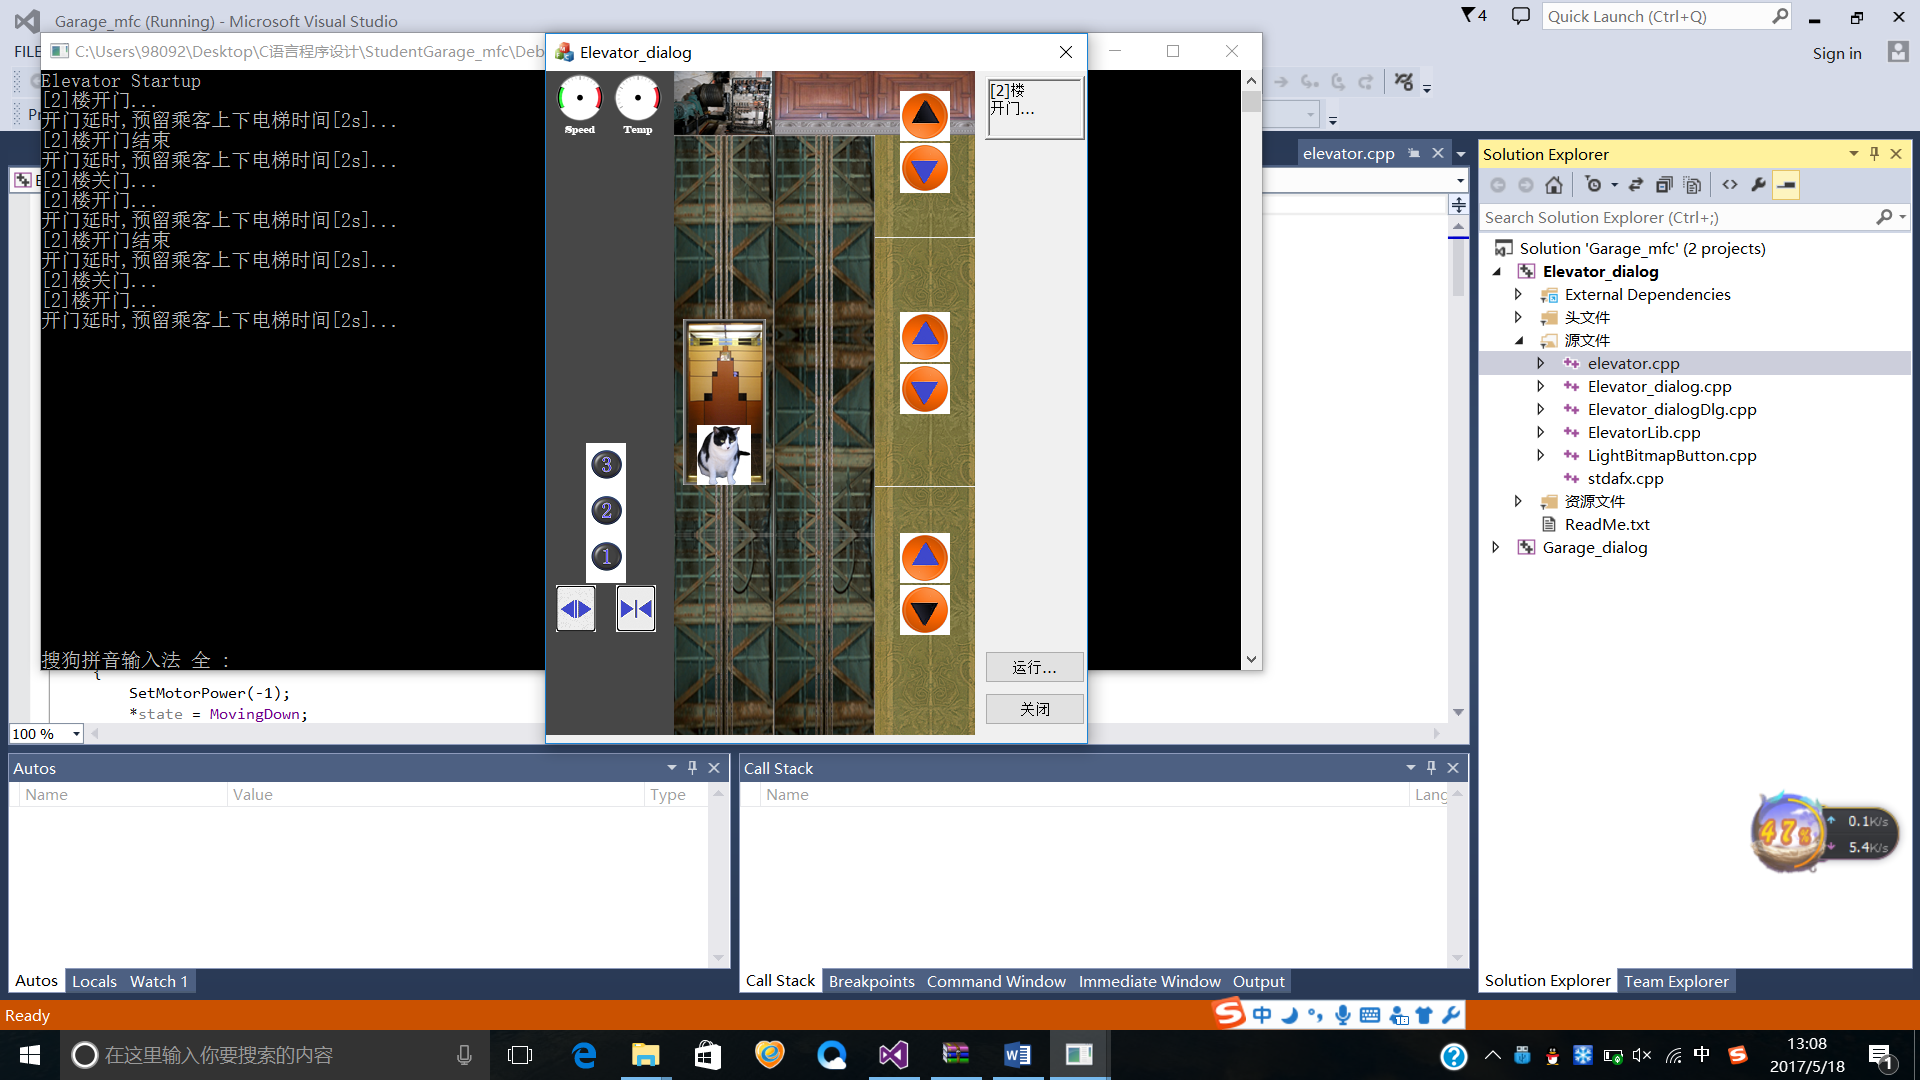 Garage_mfc (Running) - Microsoft Visual Studio
4
Quick Launch (Ctrl+Q)
FILE
Sign in
C:\Users\98092\Desktop\C语言程序设计\StudentGarage_mfc\Deb
Elevator_dialog
Elevator Startup
[2]楼开门...
开门延时,预留乘客上下电梯时间[2s]...
[2]楼开门结束
开门延时,预留乘客上下电梯时间[2s]...
[2]楼关门...
[2]楼开门...
开门延时,预留乘客上下电梯时间[2s]...
[2]楼开门结束
开门延时,预留乘客上下电梯时间[2s]...
[2]楼关门...
[2]楼开门...
开门延时,预留乘客上下电梯时间[2s]...
搜狗拼音输入法 全 :
Speed
Temp
[2]楼
开门...
3
2
1
运行...
关闭
elevator.cpp
{
SetMotorPower(-1);
*state = MovingDown;
100 %
Solution Explorer
Search Solution Explorer (Ctrl+;)
Solution 'Garage_mfc' (2 projects)
Elevator_dialog
External Dependencies
头文件
源文件
elevator.cpp
Elevator_dialog.cpp
Elevator_dialogDlg.cpp
ElevatorLib.cpp
LightBitmapButton.cpp
stdafx.cpp
资源文件
ReadMe.txt
Garage_dialog
Autos
Name
Value
Type
Call Stack
Name
Lang
47%
0.1K/s
5.4K/s
Autos
Locals
Watch 1
Call Stack
Breakpoints
Command Window
Immediate Window
Output
Solution Explorer
Team Explorer
Ready
中
在这里输入你要搜索的内容
中
13:08
2017/5/18
1